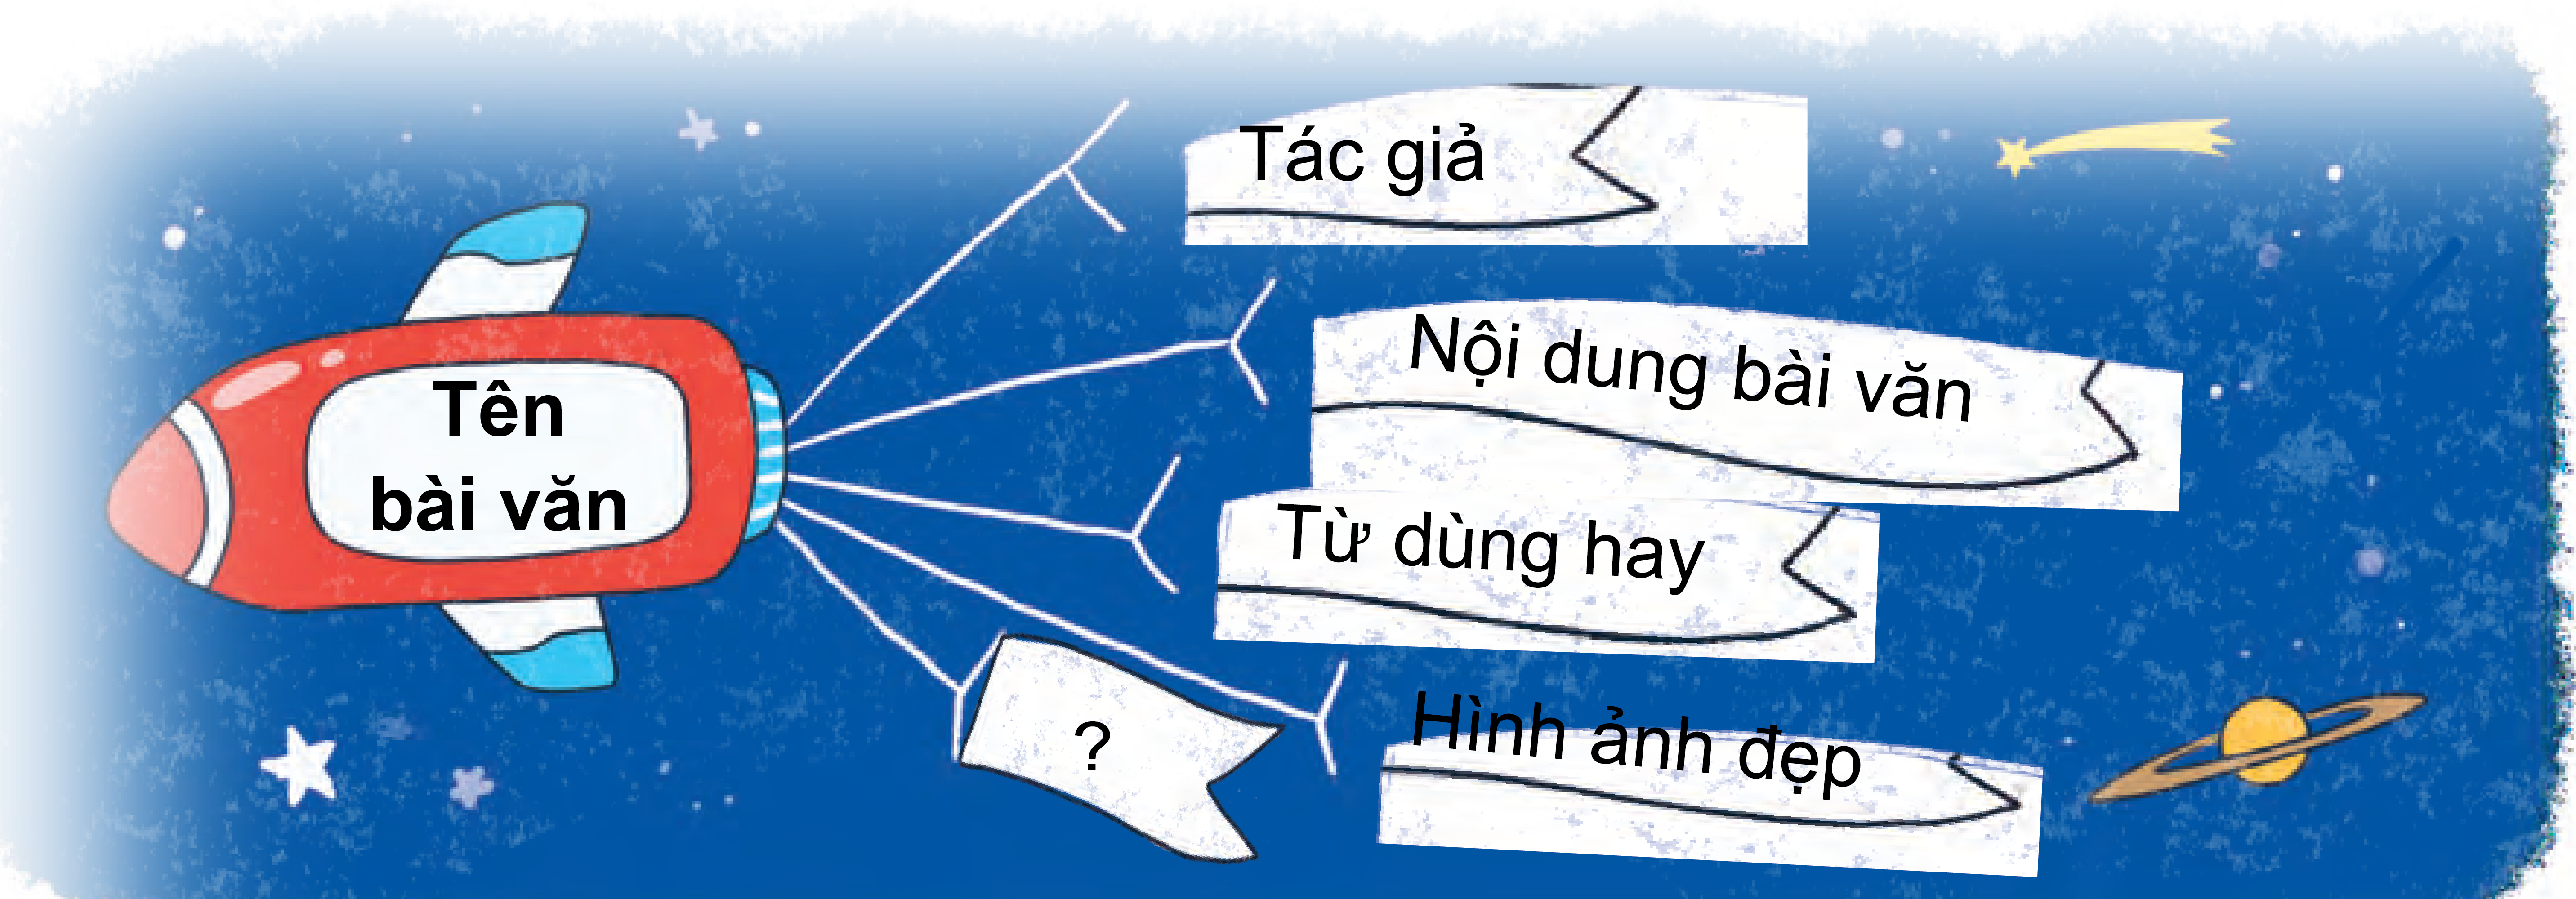 Tên
bài văn
Tác giả
Nội dung bài văn
Từ dùng hay
Hình ảnh đẹp
?